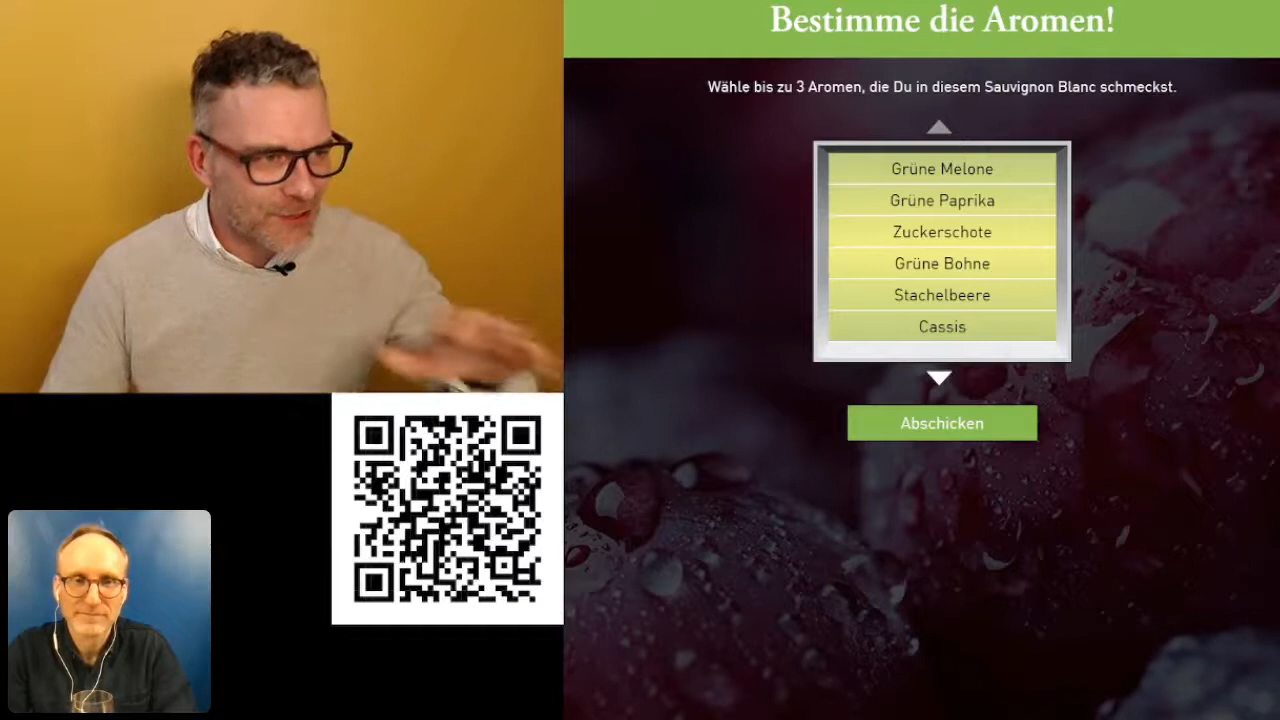 Bestimme die Aromen!
Wähle bis zu 3 Aromen, die Du in diesem Sauvignon Blanc schmeckst.
Grüne Melone
Grüne Paprika
Zuckerschote
Grüne Bohne
Stachelbeere
Cassis
Abschicken